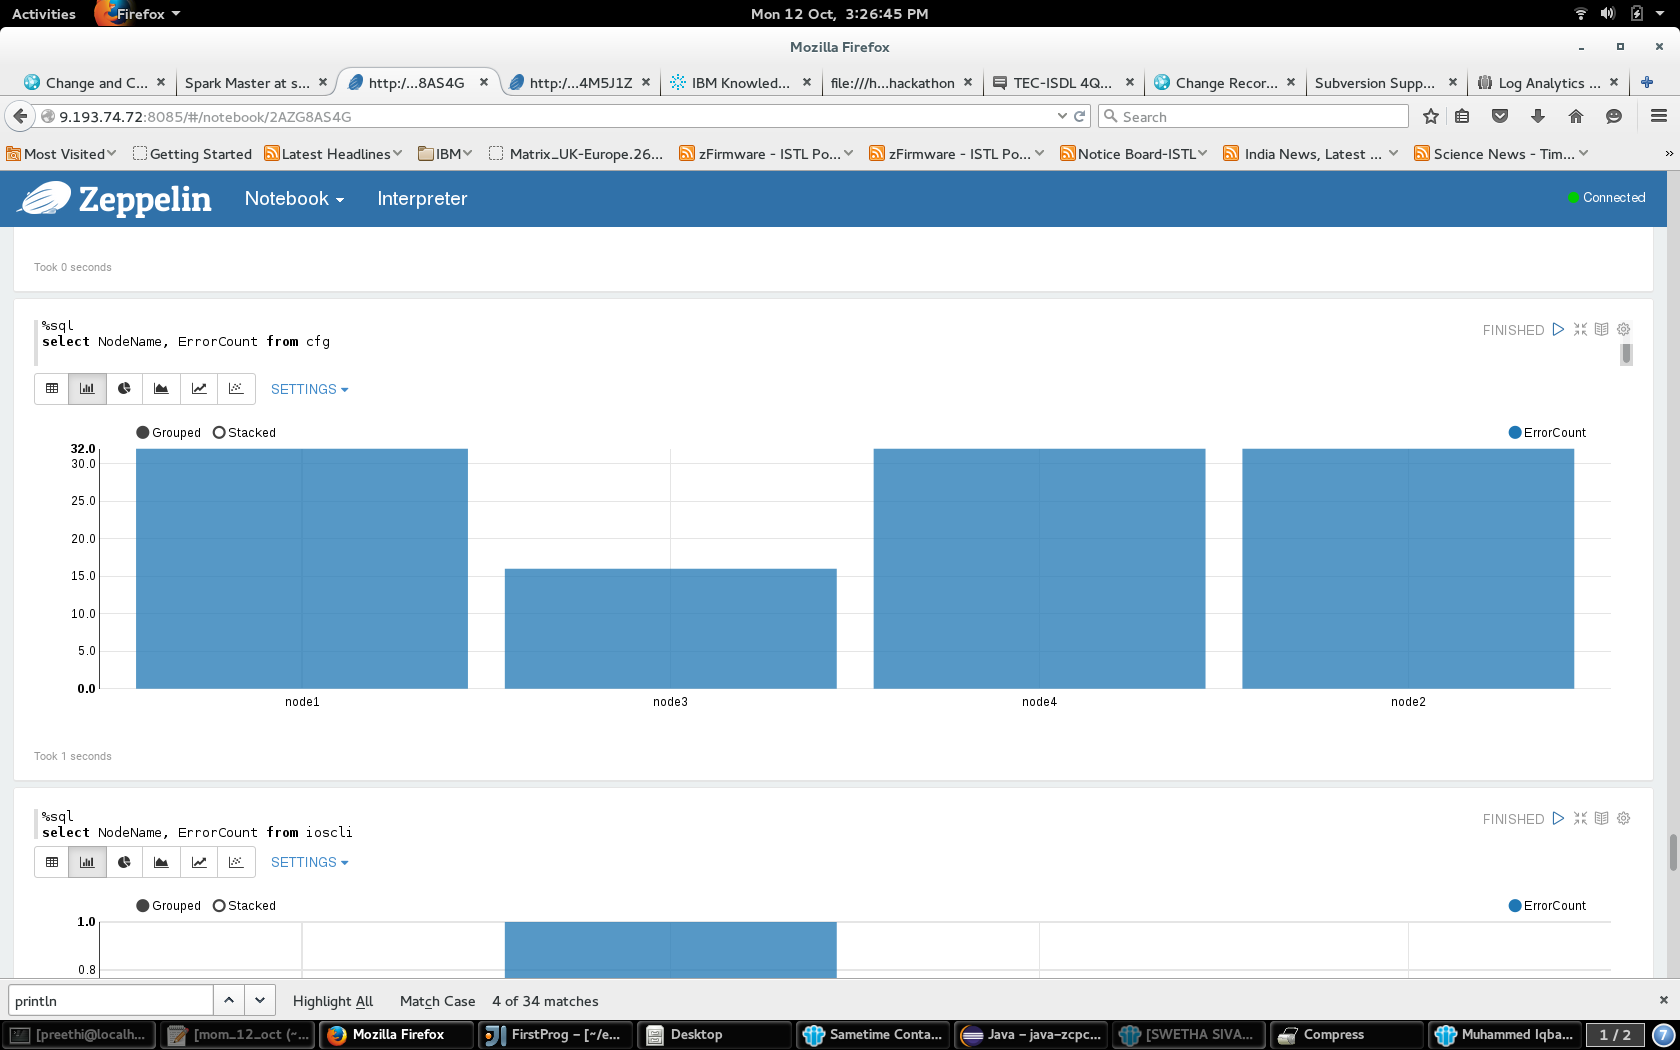 Activities Firefox Mon 12 Oct, 3:26:45 PM
Mozilla Firefox
Change and C... Spark Master at s... http:/...8AS4G http:/...4M5J1Z IBM Knowled... file:///h...hackathon TEC-ISDL 4Q... Change Recor... Subversion Supp... Log Analytics ...
9.193.74.72:8085/#/notebook/2AZG8AS4G Search
Most Visited Getting Started Latest Headlines IBM Matrix_UK-Europe.26... zFirmware - ISTL Po... zFirmware - ISTL Po... Notice Board-ISTL India News, Latest ... Science News - Tim... »
Zeppelin Notebook Interpreter Connected
Took 0 seconds
%sql
FINISHED
select NodeName, ErrorCount from cfg
SETTINGS
Grouped Stacked ErrorCount
32.0
30.0
25.0
20.0
15.0
10.0
5.0
0.0
node1 node3 node4 node2
Took 1 seconds
%sql
FINISHED
select NodeName, ErrorCount from ioscli
SETTINGS
Grouped Stacked ErrorCount
1.0
0.8
println Highlight All Match Case 4 of 34 matches
[preethi@localh... [mom_12_oct (~... Mozilla Firefox FirstProg – [~/e... Desktop Sametime Conta... Java – java–zcpc... [SWETHA SIVA... Compress Muhammed Iqba... 1 / 2 7